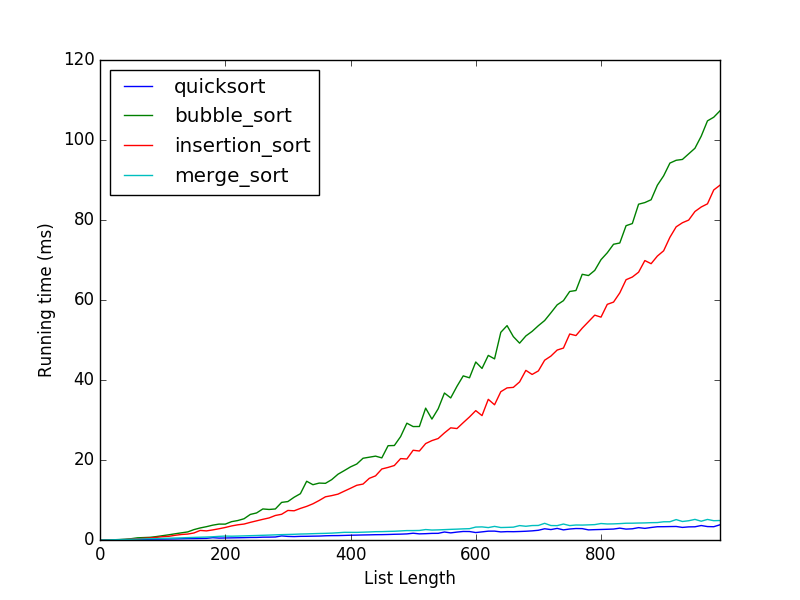 120
100
80
60
40
20
0
quicksort
bubble_sort
insertion_sort
merge_sort
Running time (ms)
0 200 400 600 800
List Length